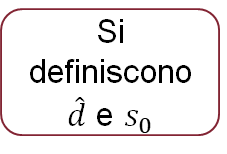 Si
definiscono
d̂ e s₀